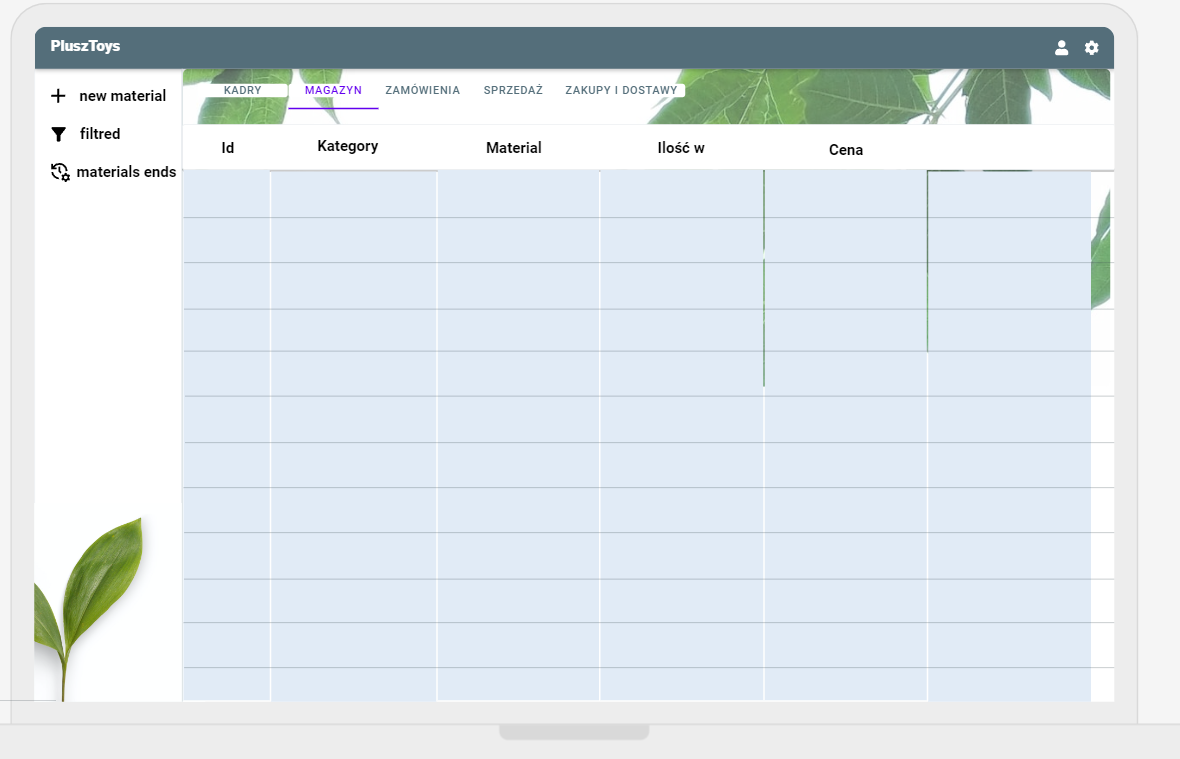 PluszToys
new material
filtred
materials ends
KADRY MAGAZYN ZAMÓWIENIA SPRZEDAŻ ZAKUPY I DOSTAWY
Id Kategory Material Ilość w Cena